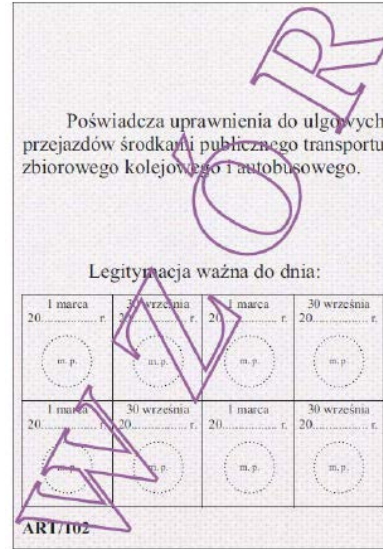 Poświadcza uprawnienia do ulgowych
przejazdów środkami publicznego transportu
zbiorowego kolejowego i autobusowego.
Legitymacja ważna do dnia:
1 marca 30 września 1 marca 30 września
20............ r. 20............ r. 20............ r. 20............ r.
m. p. m. p. m. p. m. p.
1 marca 30 września 1 marca 30 września
20............ r. 20............ r. 20............ r. 20............ r.
m. p. m. p. m. p. m. p.
ART/102
WZÓR